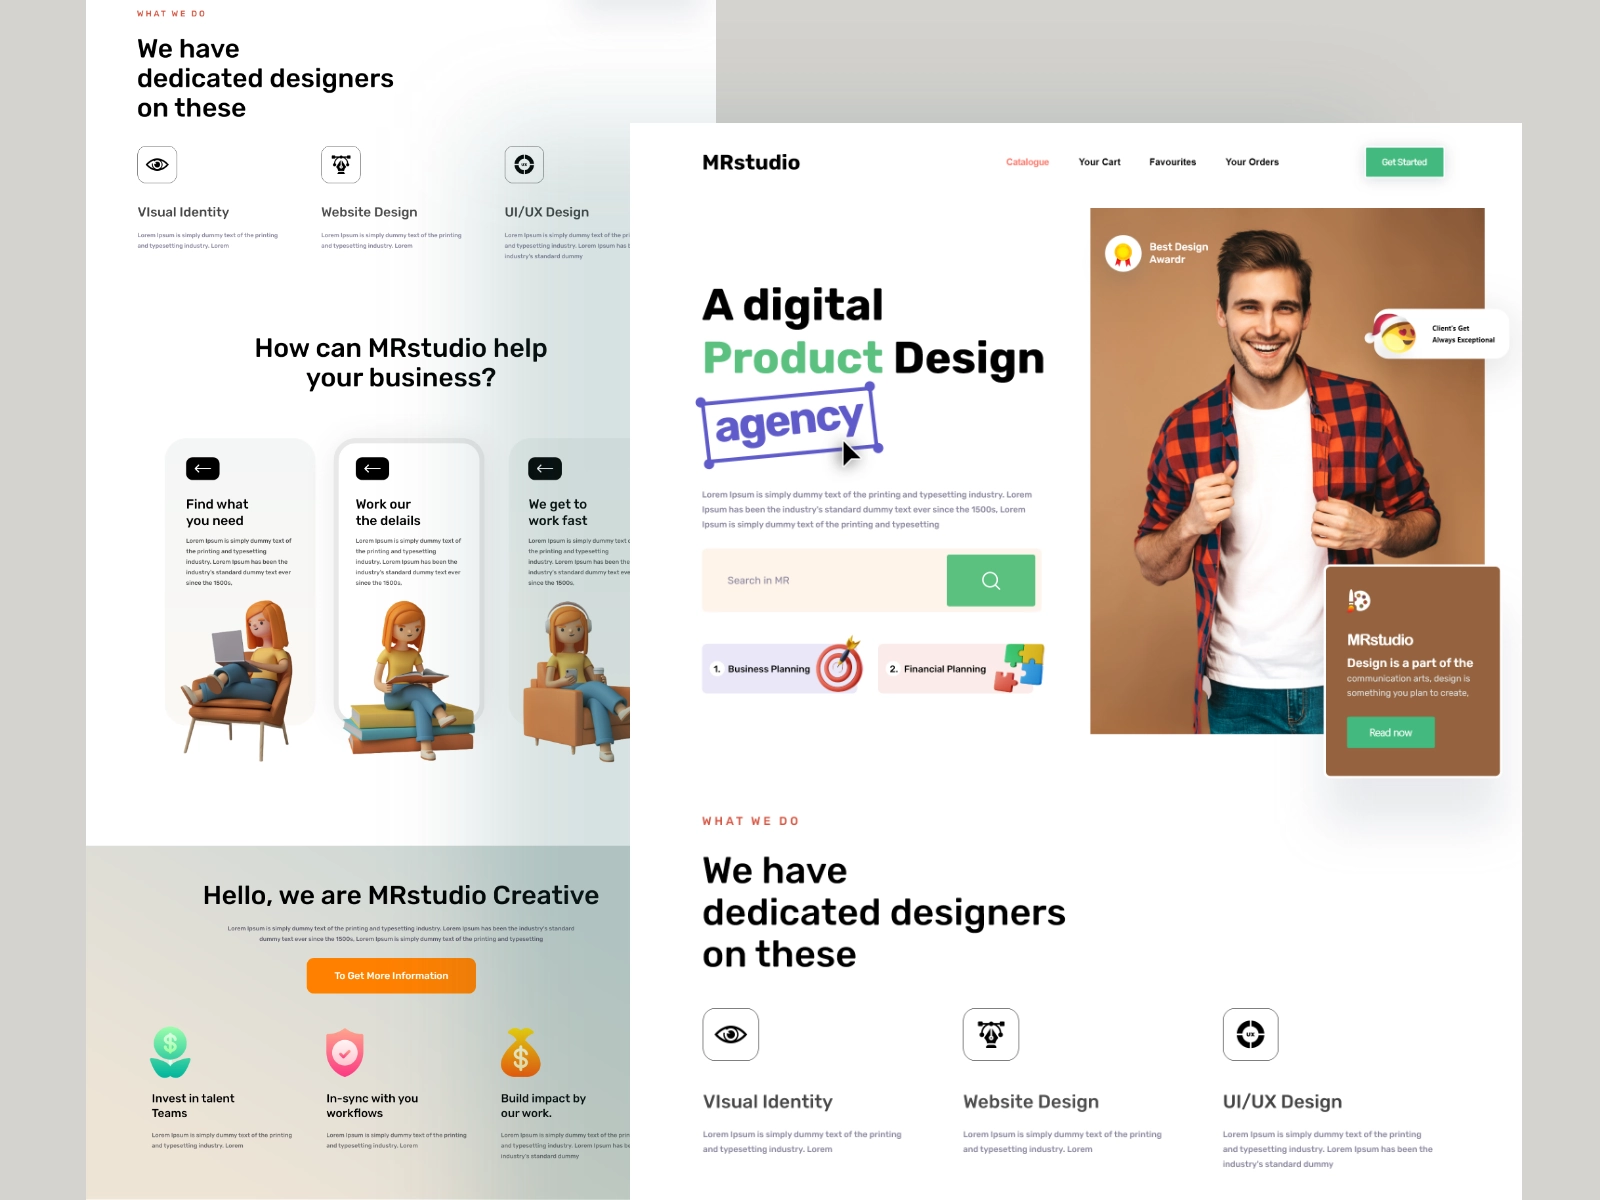 WHAT WE DO
We have
dedicated designers
on these
VIsual Identity
Lorem Ipsum is simply dummy text of the printing
and typesetting industry. Lorem
Website Design
Lorem Ipsum is simply dummy text of the printing
and typesetting industry. Lorem
UX
UI/UX Design
Lorem Ipsum is simply dummy text of the pri
and typesetting industry. Lorem Ipsum has b
industry's standard dummy
How can MRstudio help
your business?
Find what
you need
Lorem Ipsum is simply dummy text of
the printing and typesetting
industry. Lorem Ipsum has been the
industry's standard dummy text ever
since the 1500s,
Work our
the delails
Lorem Ipsum is simply dummy text of
the printing and typesetting
industry. Lorem Ipsum has been the
industry's standard dummy text ever
since the 1500s,
We get to
work fast
Lorem Ipsum is simply dummy text o
the printing and typesetting
industry. Lorem Ipsum has been the
industry's standard dummy text eve
since the 1500s,
Hello, we are MRstudio Creative
Lorem Ipsum is simply dummy text of the printing and typesetting industry. Lorem Ipsum has been the industry's standard
dummy text ever since the 1500s, Lorem Ipsum is simply dummy text of the printing and typesetting
To Get More Information
$
Invest in talent
Teams
Lorem Ipsum is simply dummy text of the printing
and typesetting industry. Lorem
In-sync with you
workflows
Lorem Ipsum is simply dummy text of the printing
and typesetting industry. Lorem
$
Build impact by
our work.
Lorem Ipsum is simply dummy text of the prin
and typesetting industry. Lorem Ipsum has be
industry's standard dummy
MRstudio
Catalogue
Your Cart
Favourites
Your Orders
Get Started
A digital
Product Design
agency
Lorem Ipsum is simply dummy text of the printing and typesetting industry. Lorem
Ipsum has been the industry's standard dummy text ever since the 1500s, Lorem
Ipsum is simply dummy text of the printing and typesetting
Search in MR
1. Business Planning
2. Financial Planning
Best Design
Awardr
Client's Get
Always Exceptional
MRstudio
Design is a part of the
communication arts, design is
something you plan to create,
Read now
WHAT WE DO
We have
dedicated designers
on these
VIsual Identity
Lorem Ipsum is simply dummy text of the printing
and typesetting industry. Lorem
Website Design
Lorem Ipsum is simply dummy text of the printing
and typesetting industry. Lorem
UX
UI/UX Design
Lorem Ipsum is simply dummy text of the printing
and typesetting industry. Lorem Ipsum has been the
industry's standard dummy